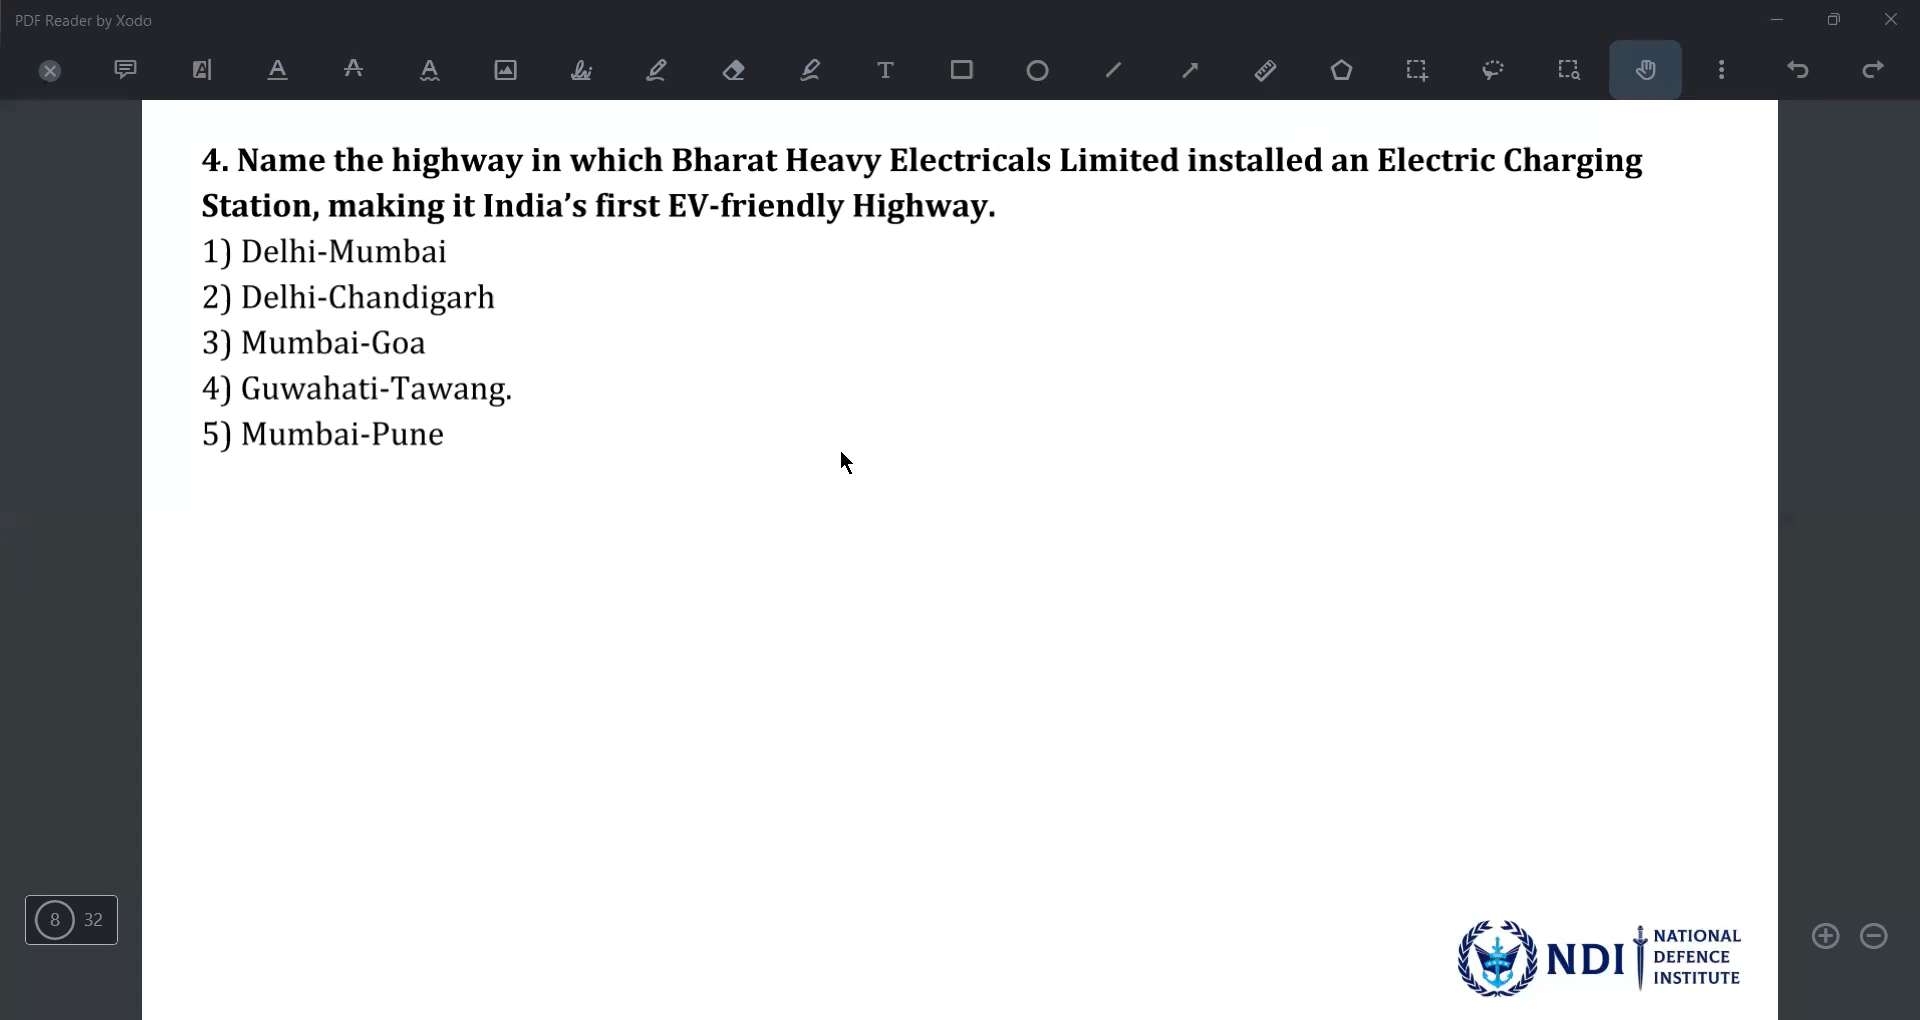 PDF Reader by Xodo
4. Name the highway in which Bharat Heavy Electricals Limited installed an Electric Charging
Station, making it India’s first EV-friendly Highway.
1) Delhi-Mumbai
2) Delhi-Chandigarh
3) Mumbai-Goa
4) Guwahati-Tawang.
5) Mumbai-Pune
8 32
NDI NATIONAL
DEFENCE
INSTITUTE